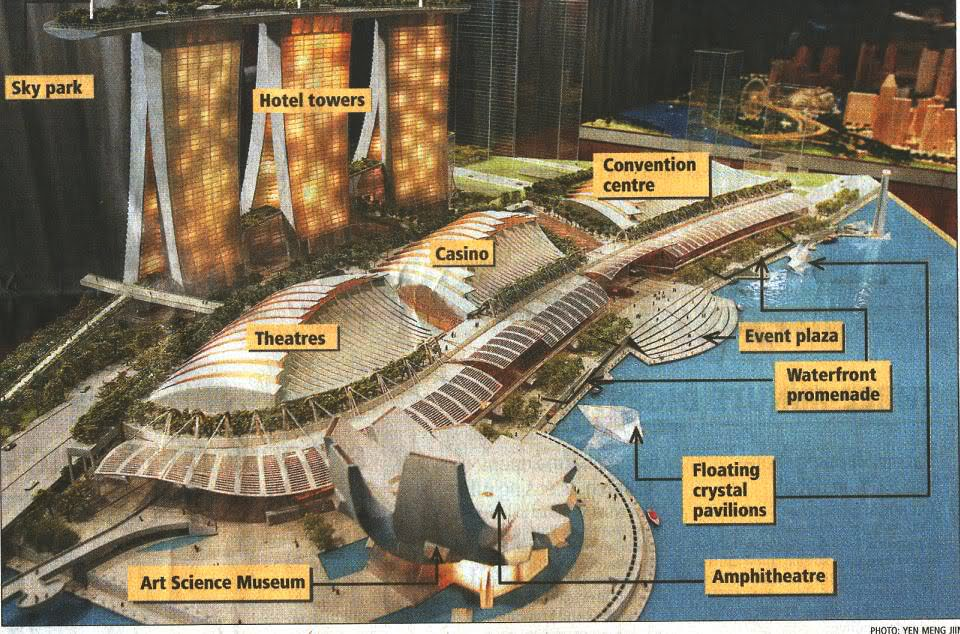 Sky park
Hotel towers
Convention
centre
Casino
Theatres
Event plaza
Waterfront
promenade
Floating
crystal
pavilions
Art Science Museum
Amphitheatre
PHOTO: YEN MENG JIIN